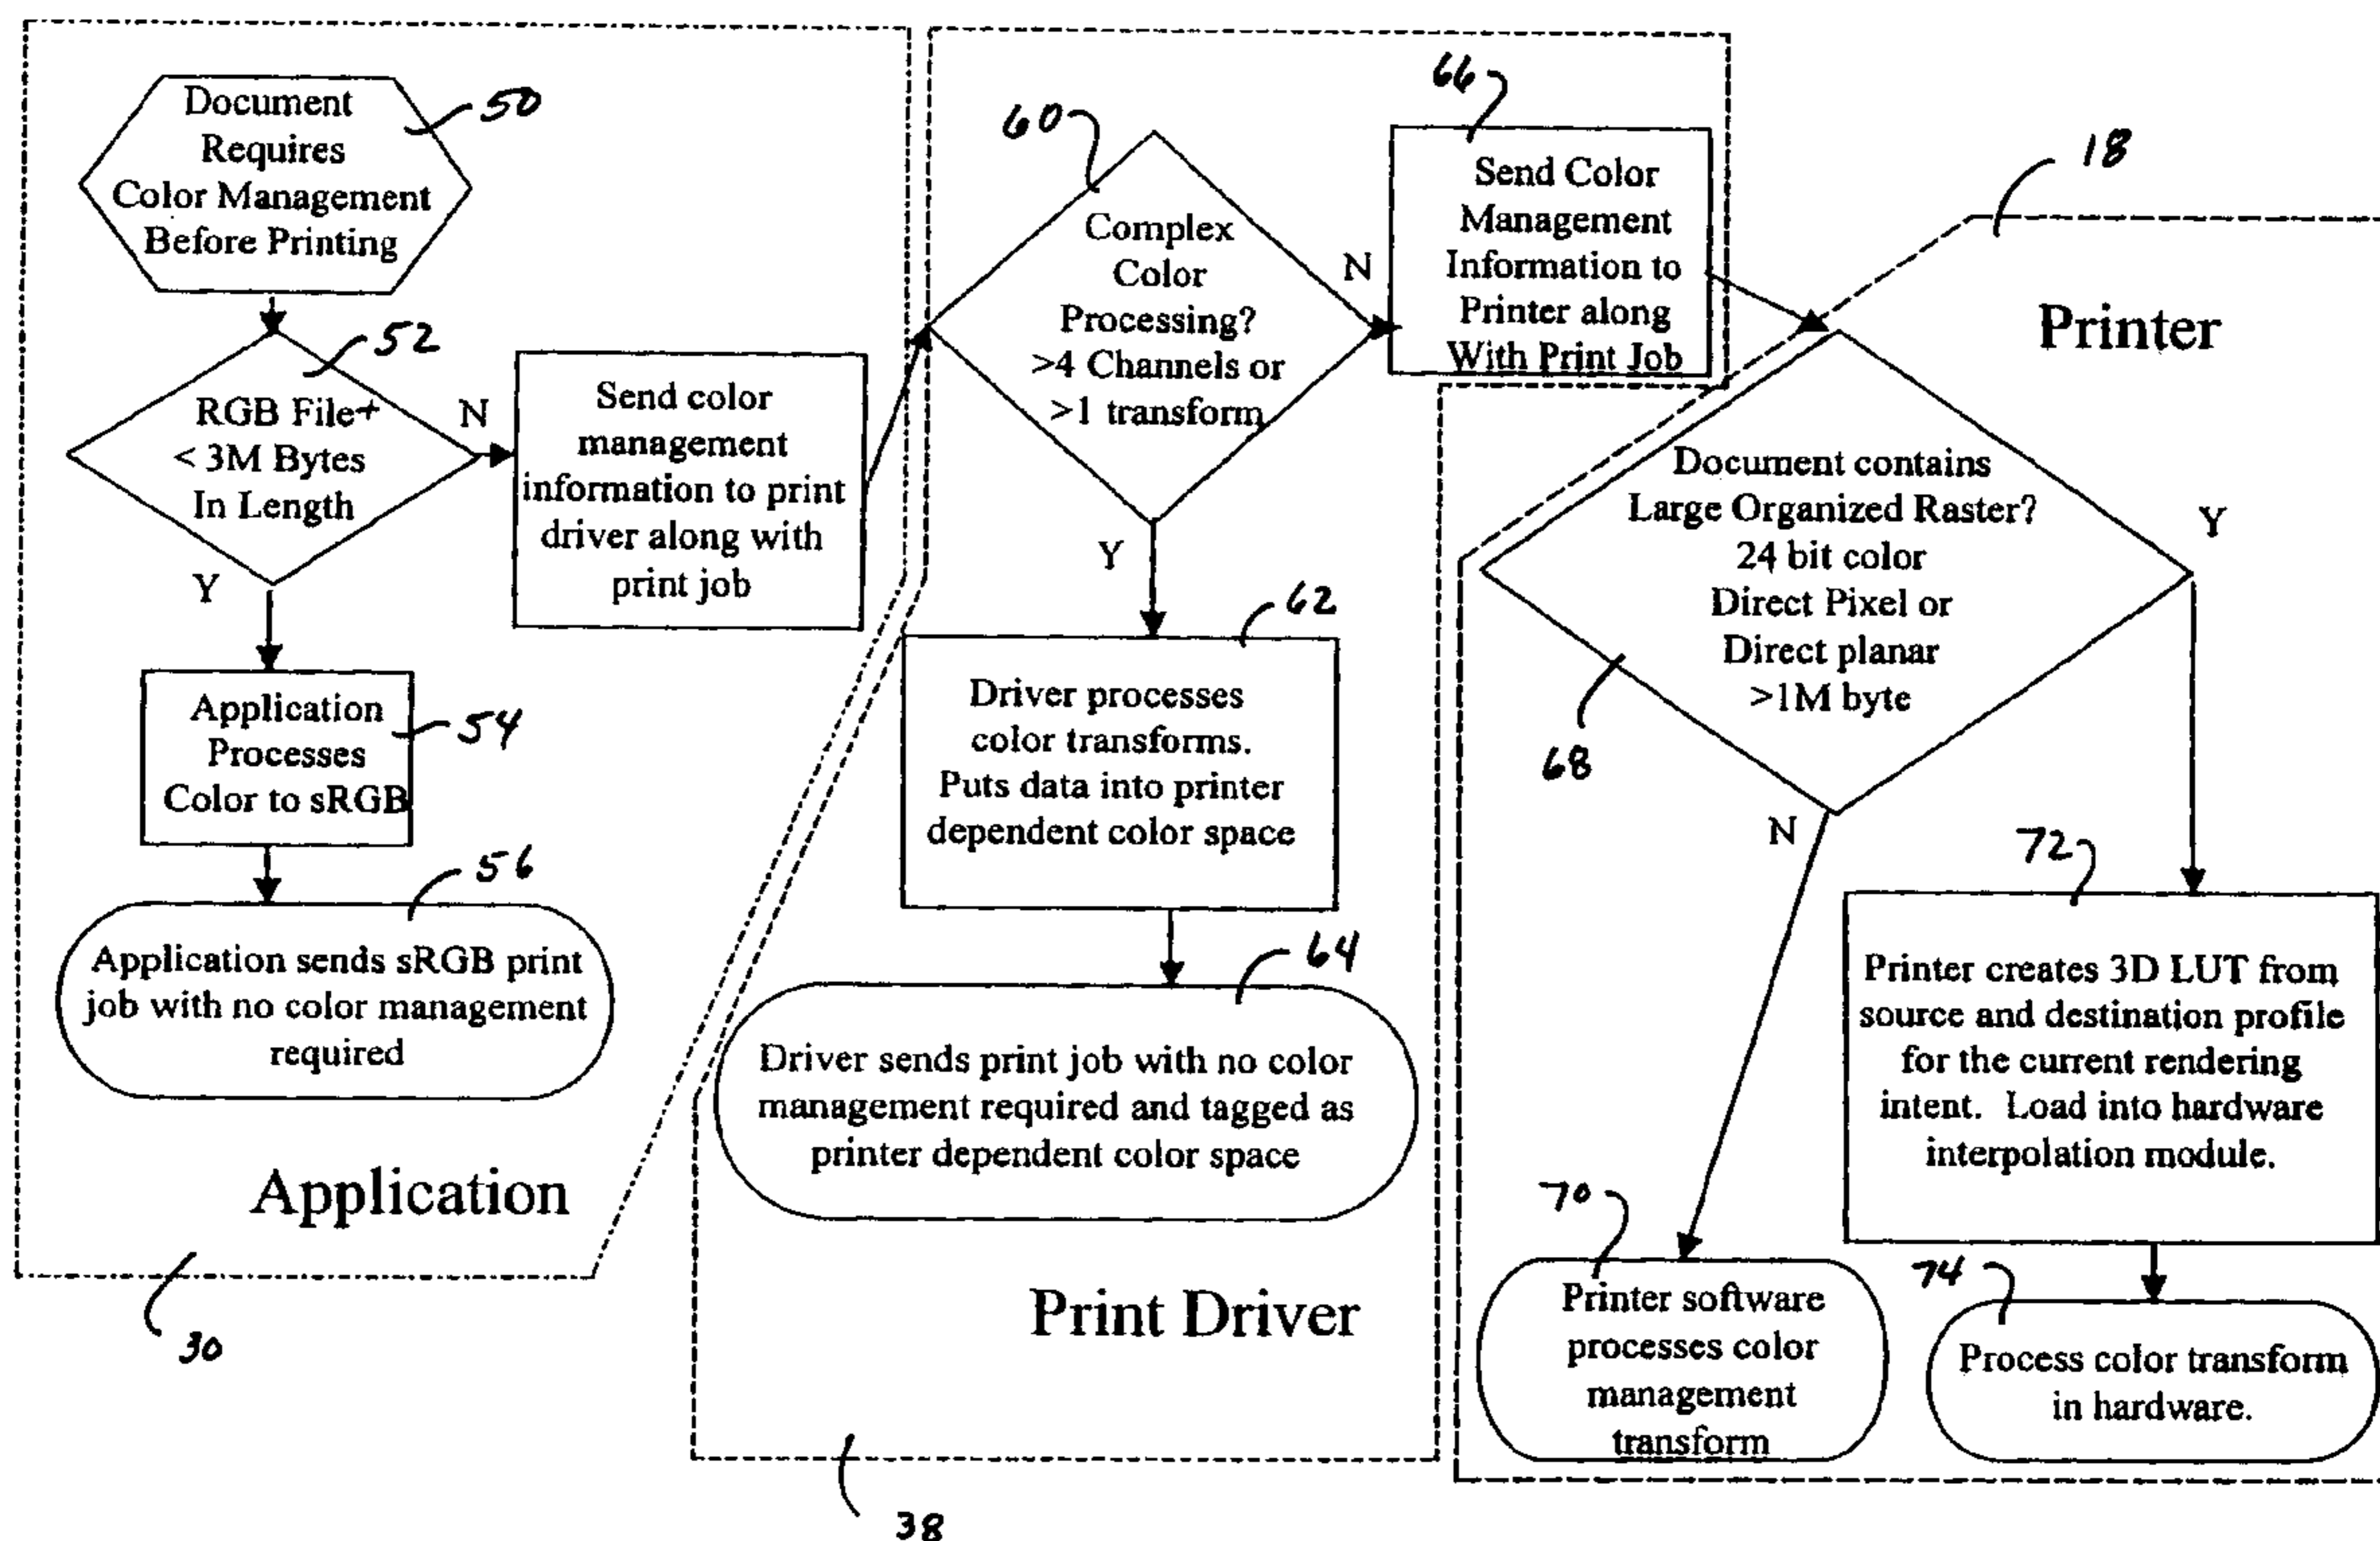 Document
Requires
Color Management
Before Printing
50
52
RGB File+
< 3M Bytes
In Length
N
Y
Send color
management
information to print
driver along with
print job
Application
Processes
Color to sRGB
54
56
Application sends sRGB print
job with no color management
required
Application
30
60
Complex
Color
Processing?
>4 Channels or
>1 transform
N
Y
66
Send Color
Management
Information to
Printer along
With Print Job
62
Driver processes
color transforms.
Puts data into printer
dependent color space
64
Driver sends print job with no color
management required and tagged as
printer dependent color space
Print Driver
38
18
Printer
Document contains
Large Organized Raster?
24 bit color
Direct Pixel or
Direct planar
>1M byte
68
Y
N
72
Printer creates 3D LUT from
source and destination profile
for the current rendering
intent. Load into hardware
interpolation module.
70
Printer software
processes color
management
transform
74
Process color transform
in hardware.